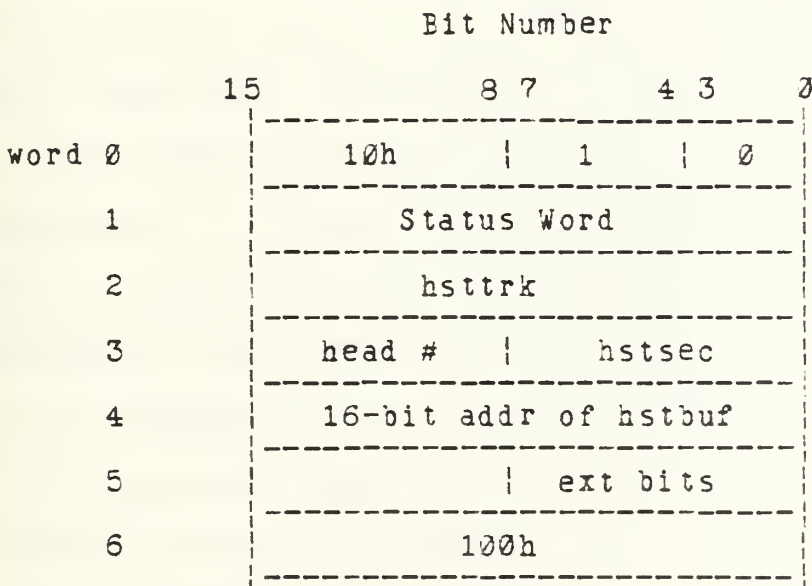 Bit Number
15 8 7 4 3 0
word 0 10h 1 0
1 Status Word
2 hsttrk
3 head # hstsec
4 16-bit addr of hstbuf
5 ext bits
6 100h